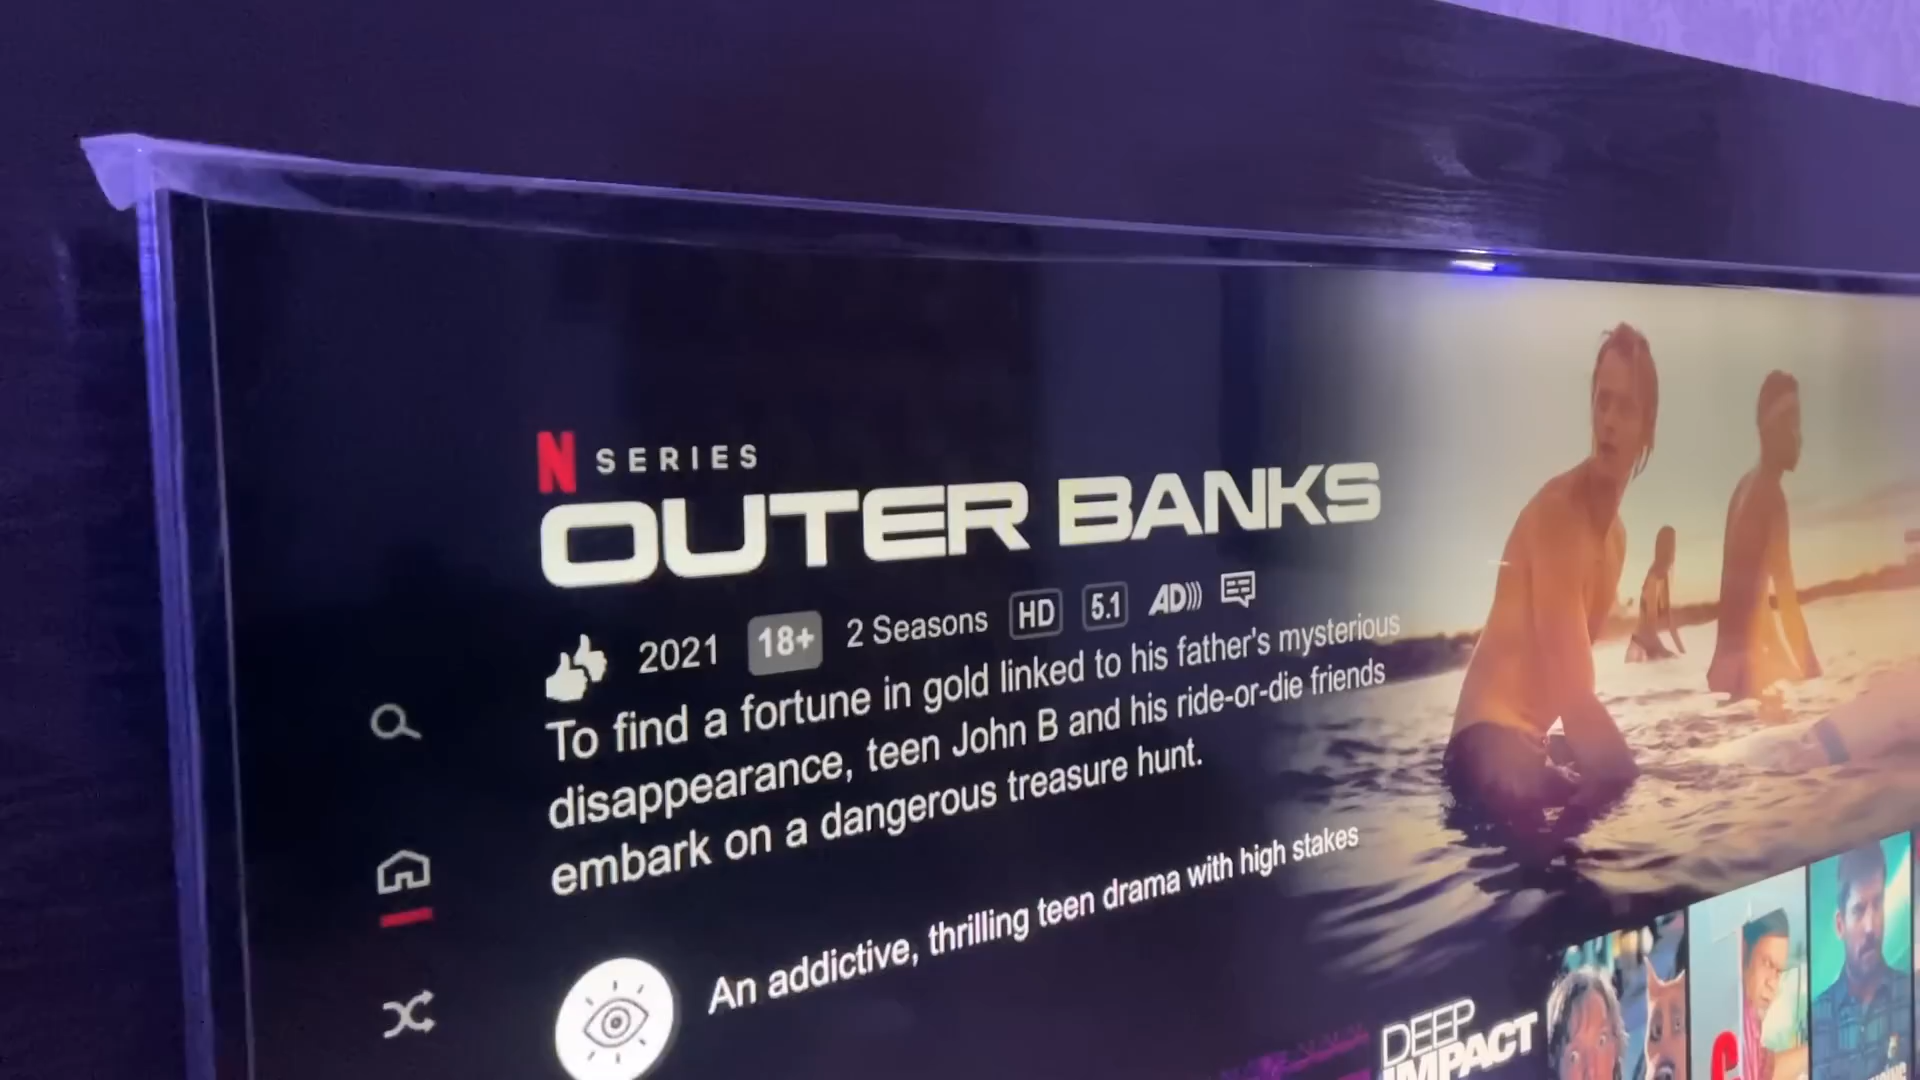 N SERIES
OUTER BANKS
2021 18+ 2 Seasons HD 5.1 AD)))
To find a fortune in gold linked to his father's mysterious
disappearance, teen John B and his ride-or-die friends
embark on a dangerous treasure hunt.
An addictive, thrilling teen drama with high stakes
DEEP
IMPACT